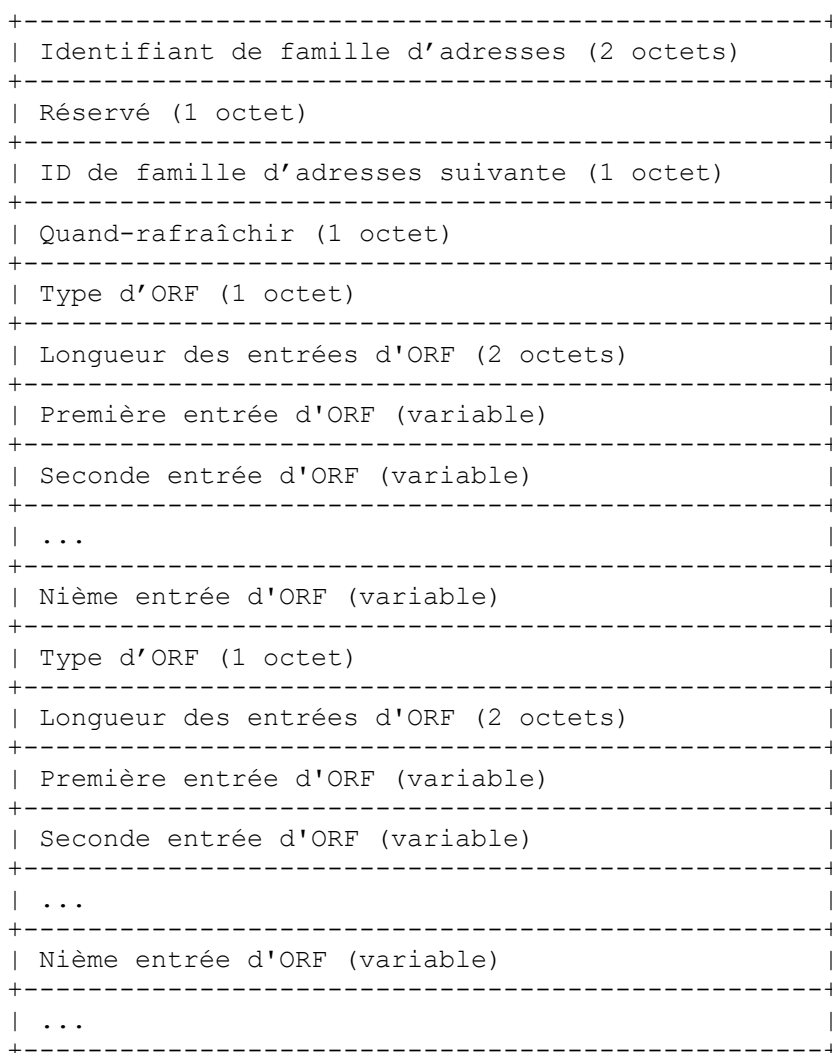 +--------------------------------------------------+
| Identifiant de famille d’adresses (2 octets) |
+--------------------------------------------------+
| Réservé (1 octet) |
+--------------------------------------------------+
| ID de famille d’adresses suivante (1 octet) |
+--------------------------------------------------+
| Quand-rafraîchir (1 octet) |
+--------------------------------------------------+
| Type d’ORF (1 octet) |
+--------------------------------------------------+
| Longueur des entrées d'ORF (2 octets) |
+--------------------------------------------------+
| Première entrée d'ORF (variable) |
+--------------------------------------------------+
| Seconde entrée d'ORF (variable) |
+--------------------------------------------------+
| ... |
+--------------------------------------------------+
| Nième entrée d'ORF (variable) |
+--------------------------------------------------+
| Type d’ORF (1 octet) |
+--------------------------------------------------+
| Longueur des entrées d'ORF (2 octets) |
+--------------------------------------------------+
| Première entrée d'ORF (variable) |
+--------------------------------------------------+
| Seconde entrée d'ORF (variable) |
+--------------------------------------------------+
| ... |
+--------------------------------------------------+
| Nième entrée d'ORF (variable) |
+--------------------------------------------------+
| ... |
+--------------------------------------------------+